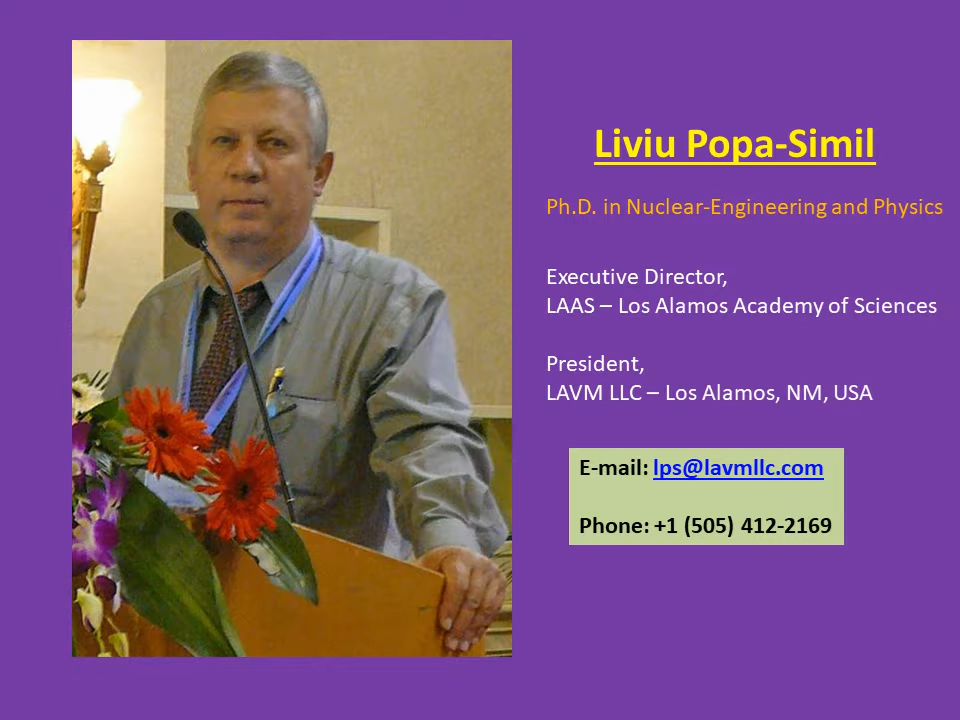 Liviu Popa-Simil
Ph.D. in Nuclear-Engineering and Physics
Executive Director,
LAAS – Los Alamos Academy of Sciences
President,
LAVM LLC – Los Alamos, NM, USA
E-mail: lps@lavmllc.com
Phone: +1 (505) 412-2169